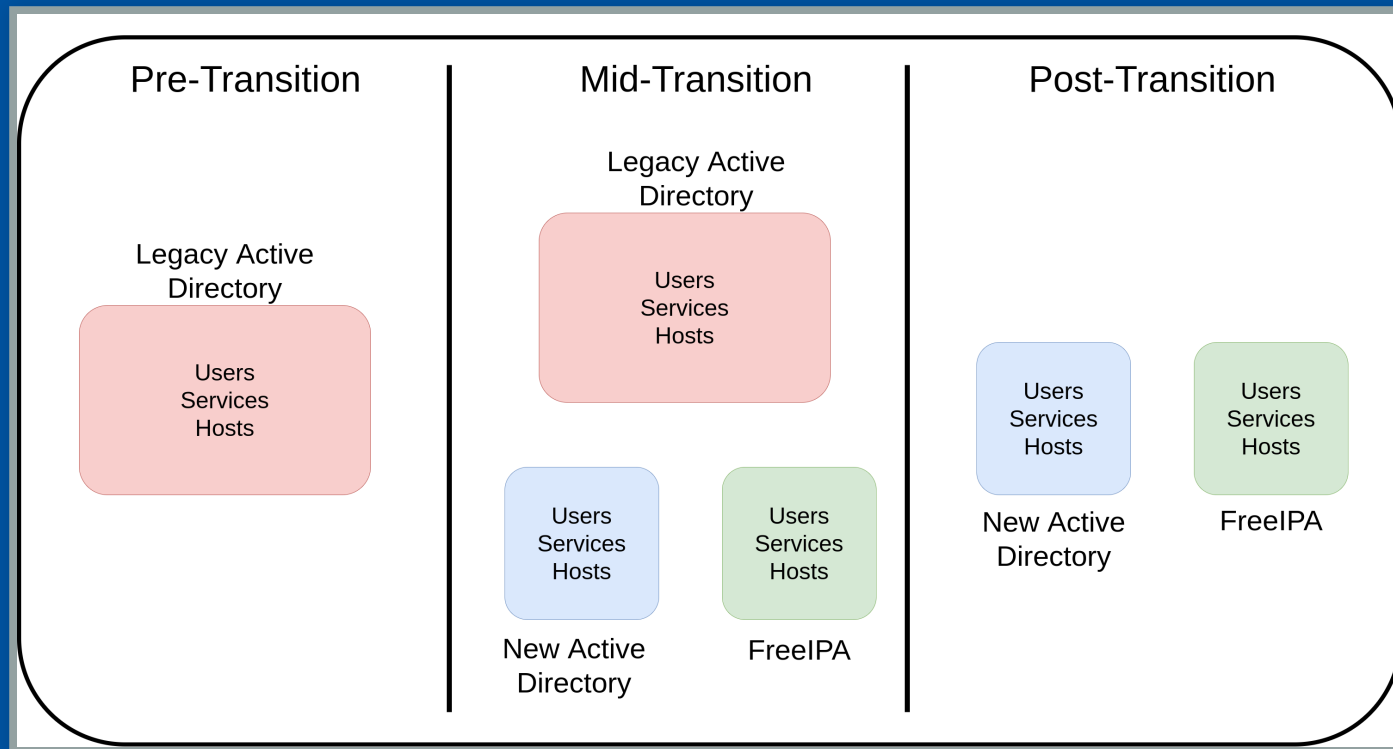 Pre-Transition
Legacy Active
Directory
Users
Services
Hosts
Mid-Transition
Legacy Active
Directory
Users
Services
Hosts
Users
Services
Hosts
New Active
Directory
Users
Services
Hosts
FreeIPA
Post-Transition
Users
Services
Hosts
New Active
Directory
Users
Services
Hosts
FreeIPA